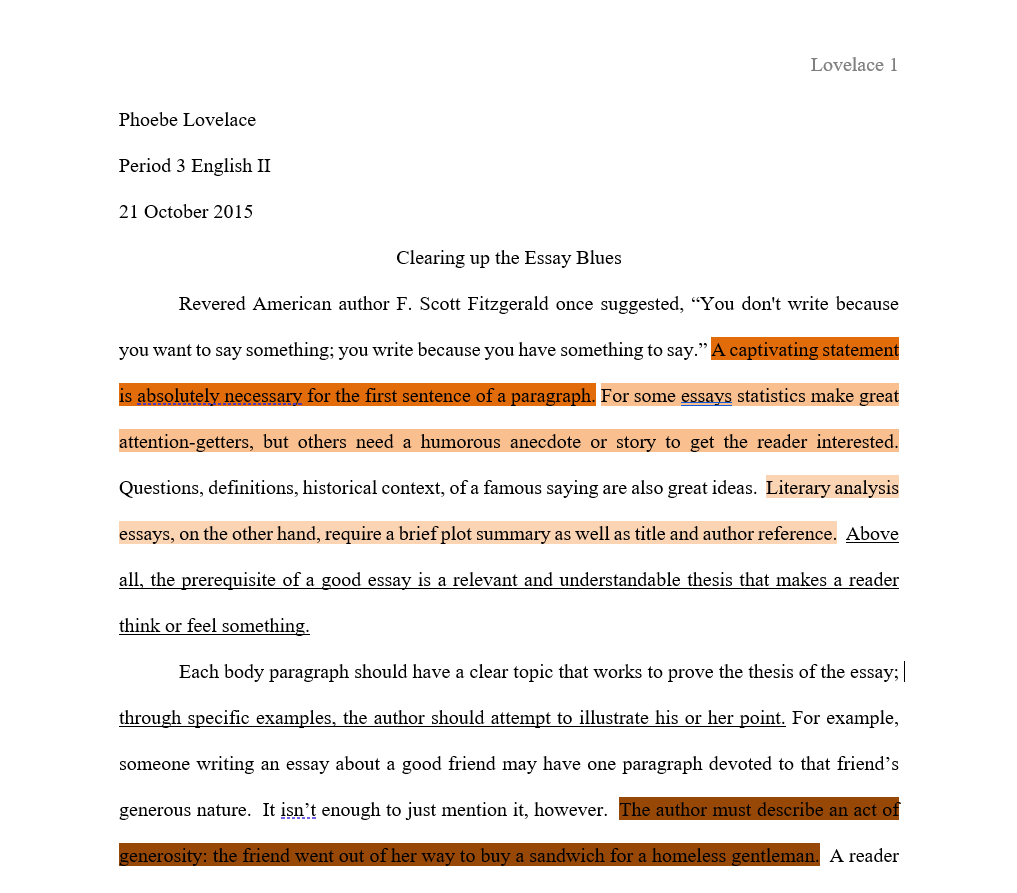 Lovelace 1
Phoebe Lovelace
Period 3 English II
21 October 2015
Clearing up the Essay Blues
Revered American author F. Scott Fitzgerald once suggested, “You don't write because
you want to say something; you write because you have something to say.” A captivating statement
is absolutely necessary for the first sentence of a paragraph. For some essays statistics make great
attention-getters, but others need a humorous anecdote or story to get the reader interested.
Questions, definitions, historical context, of a famous saying are also great ideas.  Literary analysis
essays, on the other hand, require a brief plot summary as well as title and author reference.  Above
all, the prerequisite of a good essay is a relevant and understandable thesis that makes a reader
think or feel something.
Each body paragraph should have a clear topic that works to prove the thesis of the essay;
through specific examples, the author should attempt to illustrate his or her point. For example,
someone writing an essay about a good friend may have one paragraph devoted to that friend’s
generous nature.  It isn’t enough to just mention it, however.  The author must describe an act of
generosity: the friend went out of her way to buy a sandwich for a homeless gentleman.  A reader